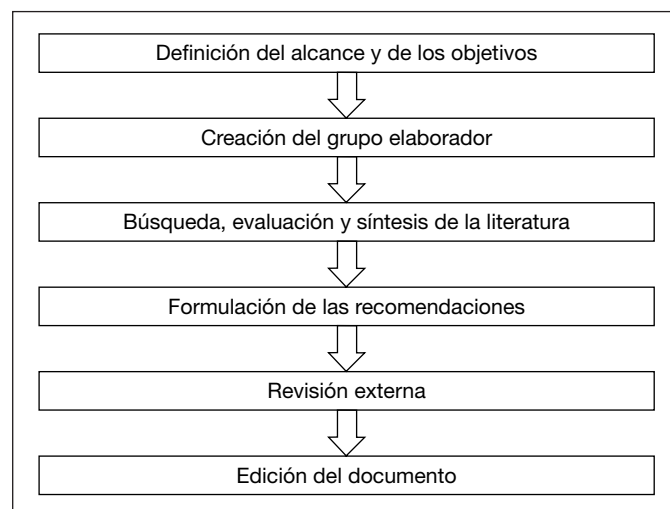 Definición del alcance y de los objetivos
Creación del grupo elaborador
Búsqueda, evaluación y síntesis de la literatura
Formulación de las recomendaciones
Revisión externa
Edición del documento